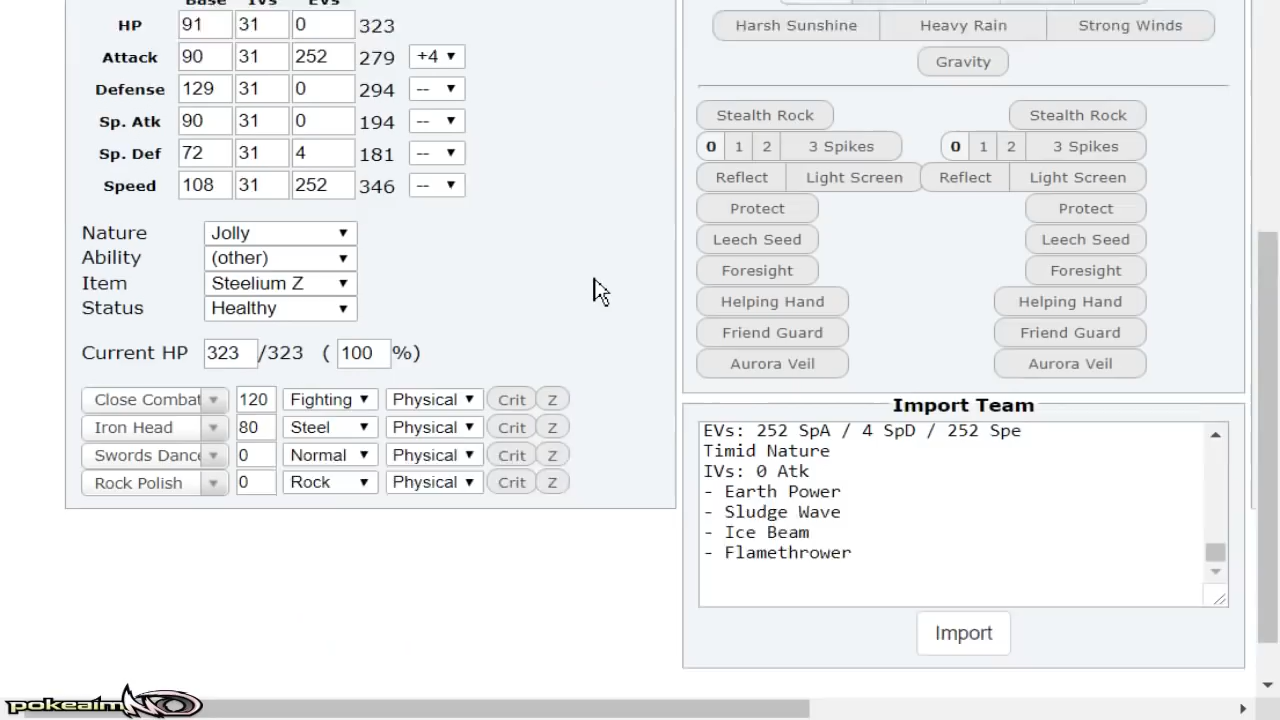 Base IVs EVs
HP 91 31 0 323
Attack 90 31 252 279 +4
Defense 129 31 0 294 --
Sp. Atk 90 31 0 194 --
Sp. Def 72 31 4 181 --
Speed 108 31 252 346 --
Nature Jolly
Ability (other)
Item Steelium Z
Status Healthy
Current HP 323 /323 ( 100 %)
Close Combat 120 Fighting Physical Crit Z
Iron Head 80 Steel Physical Crit Z
Swords Dance 0 Normal Physical Crit Z
Rock Polish 0 Rock Physical Crit Z
Harsh Sunshine Heavy Rain Strong Winds
Gravity
Stealth Rock Stealth Rock
0 1 2 3 Spikes 0 1 2 3 Spikes
Reflect Light Screen Reflect Light Screen
Protect Protect
Leech Seed Leech Seed
Foresight Foresight
Helping Hand Helping Hand
Friend Guard Friend Guard
Aurora Veil Aurora Veil
Import Team
EVs: 252 SpA / 4 SpD / 252 Spe
Timid Nature
IVs: 0 Atk
- Earth Power
- Sludge Wave
- Ice Beam
- Flamethrower
Import
pokeaim